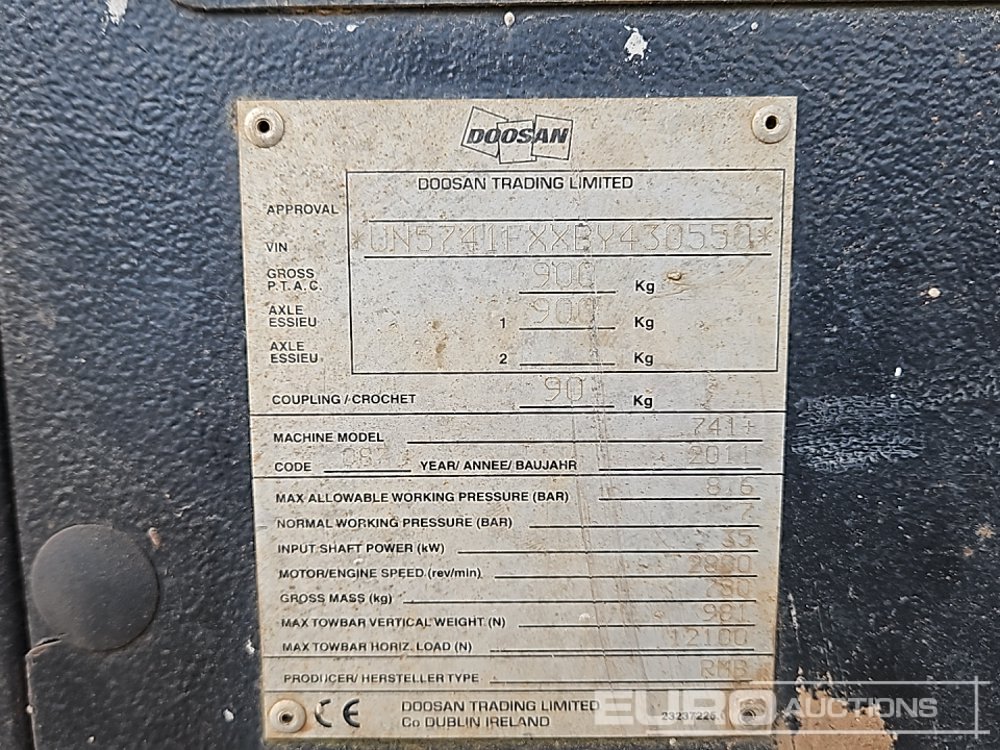 DOOSAN
DOOSAN TRADING LIMITED
APPROVAL
VIN *UN5741FXXBY430550*
GROSS P.T.A.C. 900 Kg
AXLE ESSIEU 1 900 Kg
AXLE ESSIEU 2 Kg
COUPLING / CROCHET 90 Kg
MACHINE MODEL 741+
CODE YEAR/ ANNEE/ BAUJAHR 2011
MAX ALLOWABLE WORKING PRESSURE (BAR) 8.6
NORMAL WORKING PRESSURE (BAR) 7
INPUT SHAFT POWER (kW) 35
MOTOR/ENGINE SPEED (rev/min)
GROSS MASS (kg)
MAX TOWBAR VERTICAL WEIGHT (N) 981
MAX TOWBAR HORIZ. LOAD (N) 12100
PRODUCER/ HERSTELLER TYPE RMB
CE DOOSAN TRADING LIMITED
Co DUBLIN IRELAND
EURO AUCTIONS